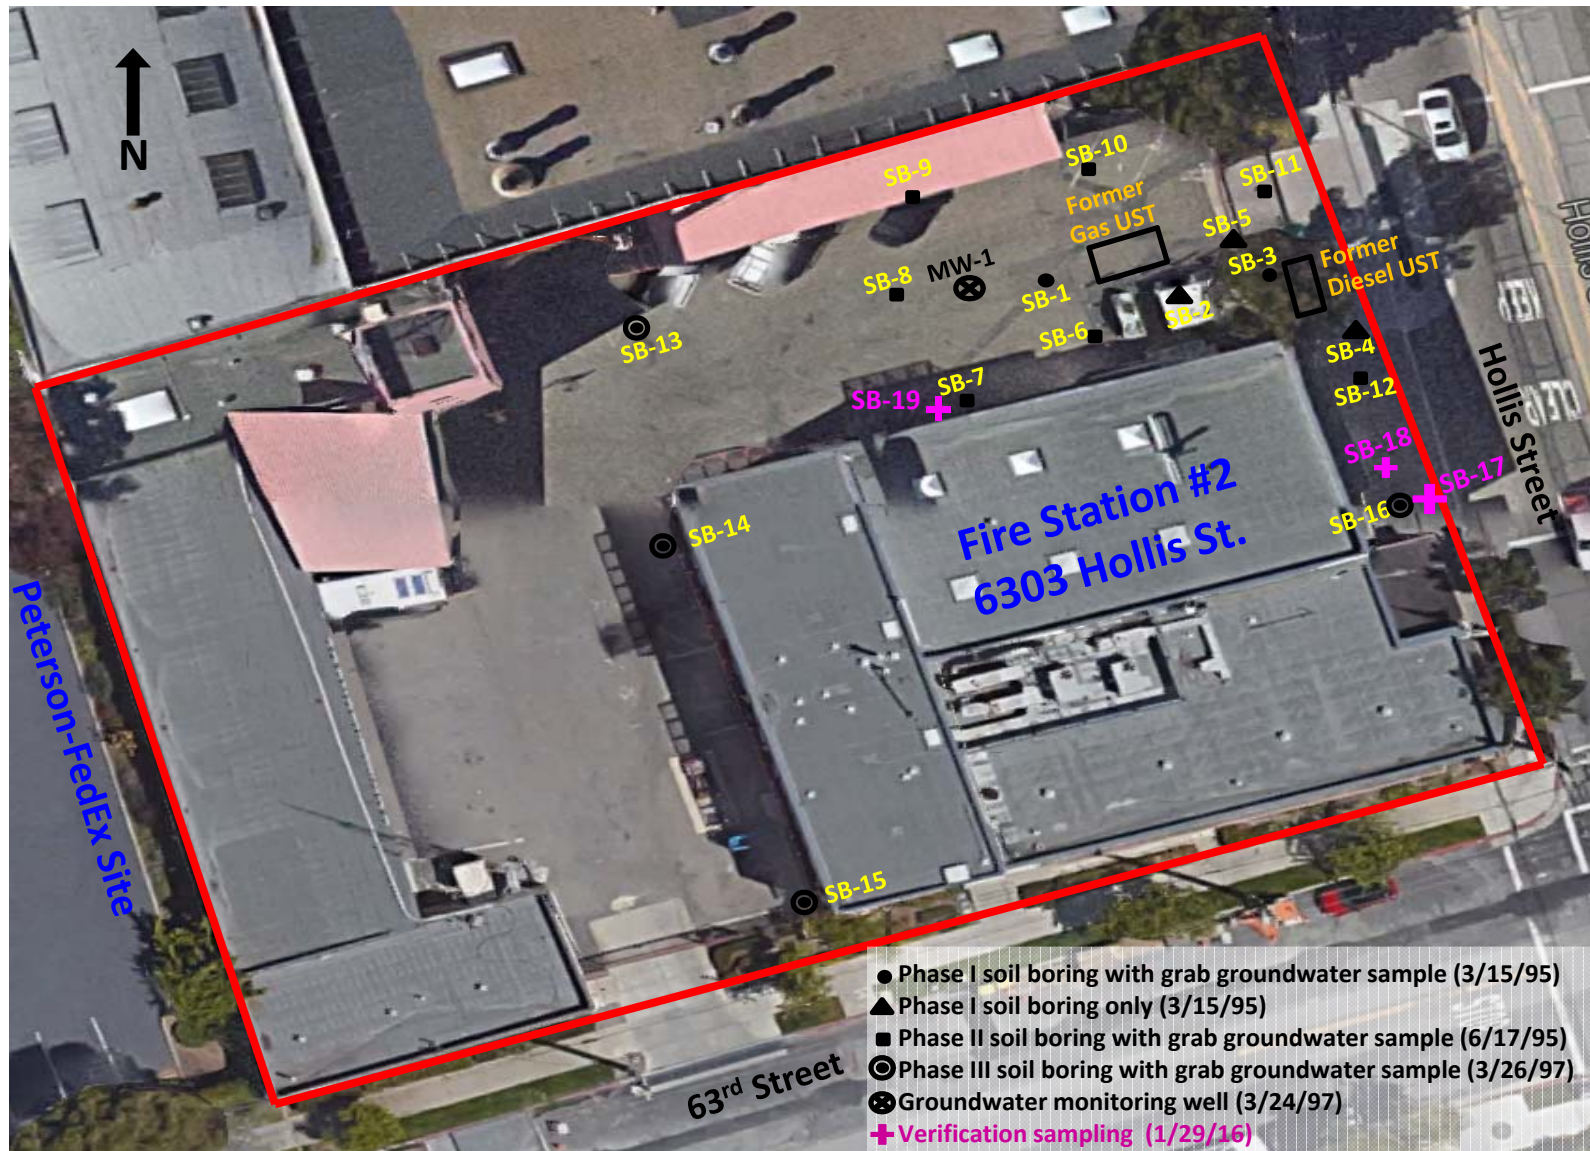 N
SB-10
SB-9
SB-11
Former
Gas UST
SB-5
SB-3
Former
Diesel UST
MW-1
SB-8
SB-1
SB-2
SB-6
SB-13
SB-4
SB-7
SB-12
SB-19
Hollis Street
SB-18
SB-17
SB-16
SB-14
Fire Station #2
6303 Hollis St.
Peterson-FedEx Site
SB-15
63rd Street
Phase I soil boring with grab groundwater sample (3/15/95)
Phase I soil boring only (3/15/95)
Phase II soil boring with grab groundwater sample (6/17/95)
Phase III soil boring with grab groundwater sample (3/26/97)
Groundwater monitoring well (3/24/97)
Verification sampling (1/29/16)